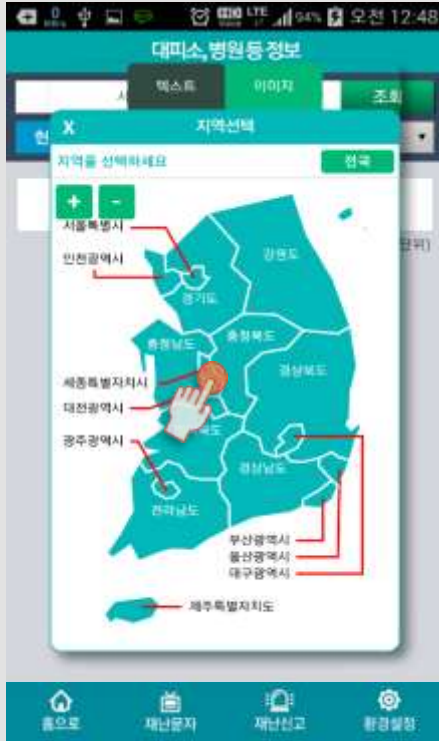 0
LTE 94% 오전 12:48
대피소,병원등 정보
텍스트 이미지
조회
X 지역선택
지역을 선택하세요 전국
+ -
서울특별시
인천광역시
강원도
경기도
충청남도
충청북도
세종특별자치시
경상북도
대전광역시
광주광역시
경상남도
전라남도
부산광역시
울산광역시
대구광역시
제주특별자치도
홈으로 재난문자 재난신고 환경설정